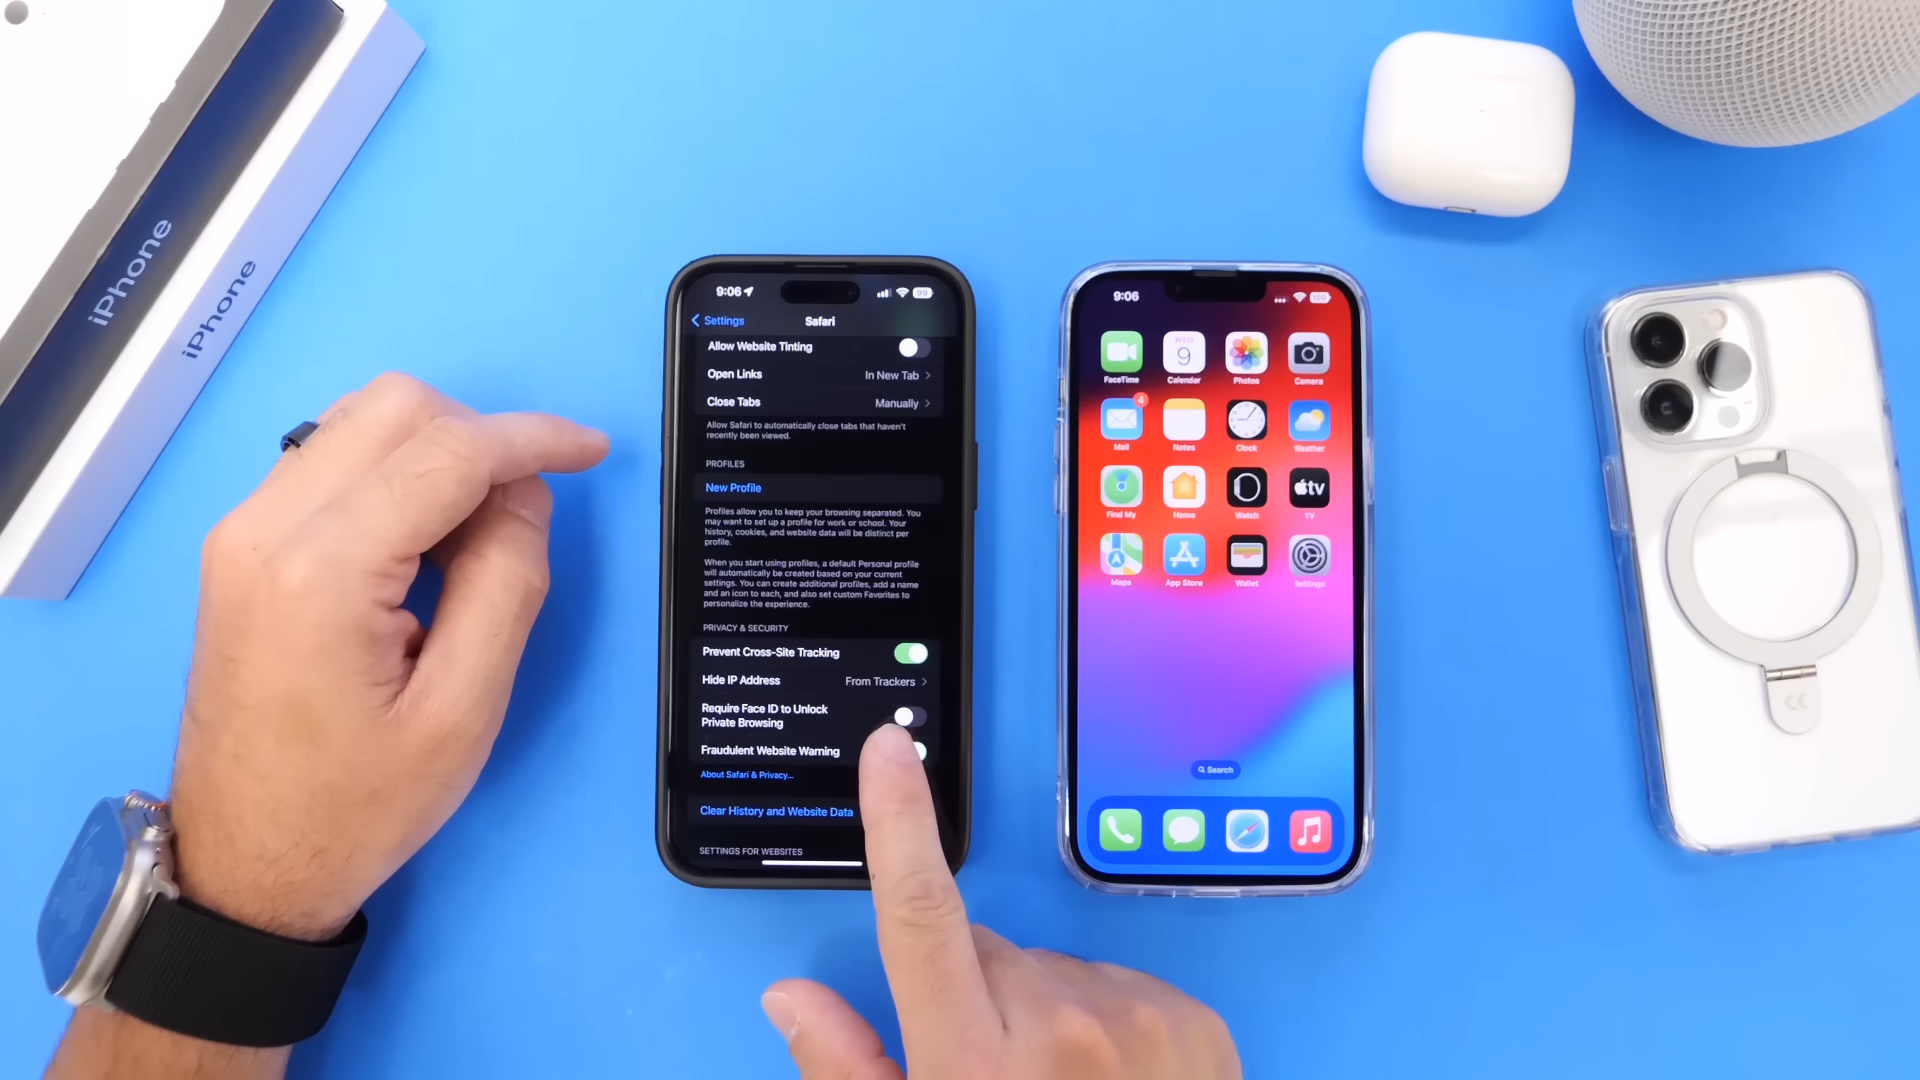 iPhone
iPhone
9:06
99
Settings
Safari
Allow Website Tinting
Open Links
In New Tab
Close Tabs
Manually
Allow Safari to automatically close tabs that haven't
recently been viewed.
PROFILES
New Profile
Profiles allow you to keep your browsing separated. You
may want to set up a profile for work or school. Your
history, cookies, and website data will be distinct per
profile.
When you start using profiles, a default Personal profile
will automatically be created based on your current
settings. You can create additional profiles, add a name
and an icon to each, and also set custom Favorites to
personalize the experience.
PRIVACY & SECURITY
Prevent Cross-Site Tracking
Hide IP Address
From Trackers
Require Face ID to Unlock
Private Browsing
Fraudulent Website Warning
About Safari & Privacy...
Clear History and Website Data
SETTINGS FOR WEBSITES
9:06
100
WED
9
FaceTime
Calendar
Photos
Camera
4
Mail
Notes
Clock
Weather
tv
Find My
Home
Watch
TV
Maps
App Store
Wallet
Settings
Search